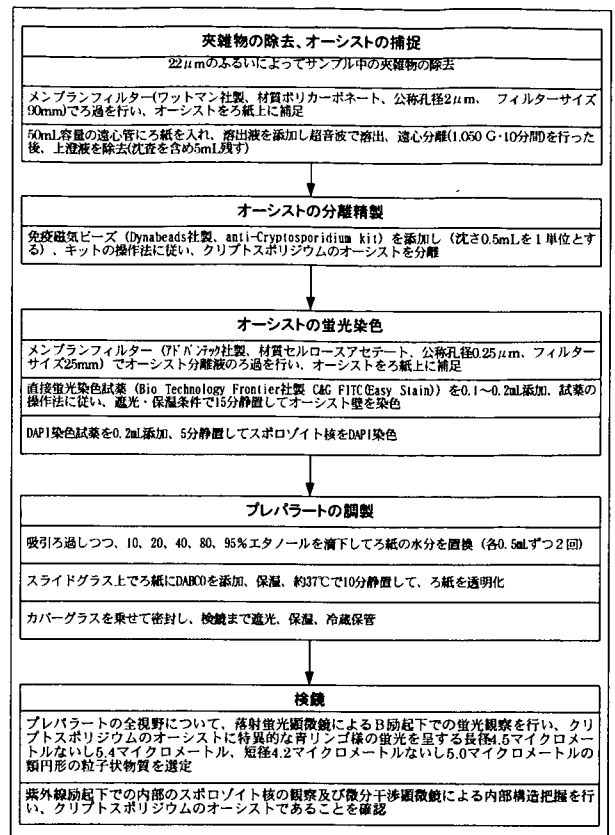 夾雑物の除去、オーシストの捕捉
22μmのふるいによってサンプル中の夾雑物の除去
メンブランフィルター(ワットマン社製、材質ポリカーボネート、公称孔径2μm、 フィルターサイズ
90mm)でろ過を行い、オーシストをろ紙上に補足
50mL容量の遠心管にろ紙を入れ、溶出液を添加し超音波で溶出、遠心分離(1,050 G・10分間)を行った
後、上澄液を除去(沈査を含め5mL残す)
オーシストの分離精製
免疫磁気ビーズ (Dynabeads社製、anti-Cryptosporidium kit) を添加し (沈さ0.5mLを1単位とす
る) 、キットの操作法に従い、クリプトスポリジウムのオーシストを分離
オーシストの蛍光染色
メンブランフィルター (アドバンテック社製、材質セルロースアセテート、公称孔径0.25μm、フィルター
サイズ25mm) でオーシスト分離液のろ過を行い、オーシストをろ紙上に補足
直接蛍光染色試薬 (Bio Technology Frontier社製 C&G FITC(Easy Stain)) を0.1～0.2mL添加、試薬の
操作法に従い、遮光・保湿条件で15分静置してオーシスト壁を染色
DAPI染色試薬を0.2mL添加、5分静置してスポロゾイト核をDAPI染色
プレパラートの調製
吸引ろ過しつつ、10、20、40、80、95%エタノールを滴下してろ紙の水分を置換 (各0.5mLずつ2回)
スライドグラス上でろ紙にDABCOを添加、保湿、約37℃で10分静置して、ろ紙を透明化
カバーグラスを乗せて密封し、検鏡まで遮光、保湿、冷蔵保管
検鏡
プレパラートの全視野について、落射蛍光顕微鏡によるB励起下での蛍光観察を行い、クリ
プトスポリジウムのオーシストに特異的な青リンゴ様の蛍光を呈する長径4.5マイクロメー
トルないし5.4マイクロメートル、短径4.2マイクロメートルないし5.0マイクロメートルの
類円形の粒子状物質を選定
紫外線励起下での内部のスポロゾイト核の観察及び微分干渉顕微鏡による内部構造把握を行
い、クリプトスポリジウムのオーシストであることを確認